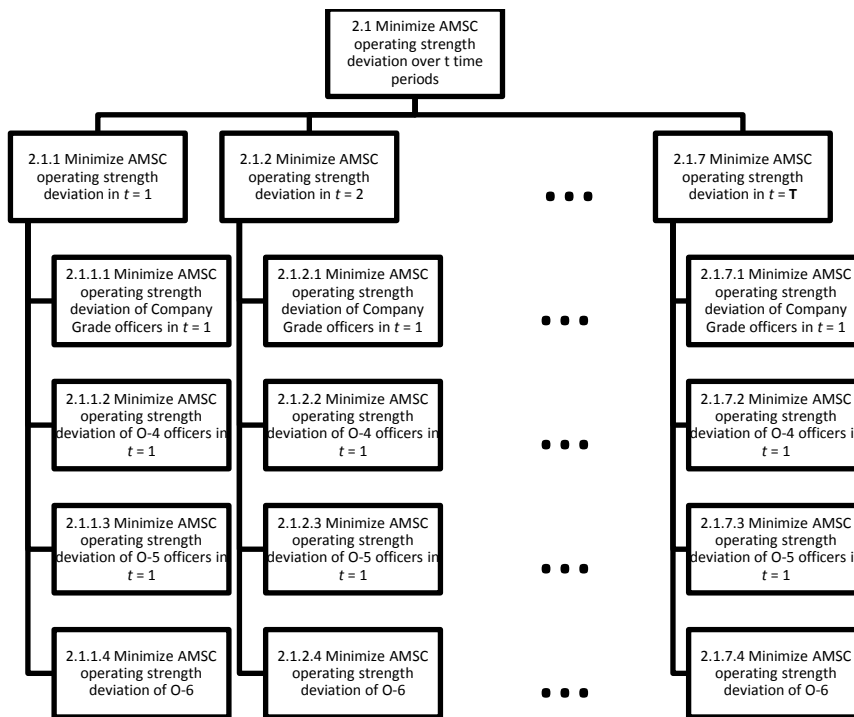 2.1 Minimize AMSC
operating strength
deviation over t time
periods
2.1.1 Minimize AMSC
operating strength
deviation in t = 1
2.1.2 Minimize AMSC
operating strength
deviation in t = 2
2.1.7 Minimize AMSC
operating strength
deviation in t = T
2.1.1.1 Minimize AMSC
operating strength
deviation of Company
Grade officers in t = 1
2.1.2.1 Minimize AMSC
operating strength
deviation of Company
Grade officers in t = 1
2.1.7.1 Minimize AMSC
operating strength
deviation of Company
Grade officers in t = 1
2.1.1.2 Minimize AMSC
operating strength
deviation of O-4 officers in
t = 1
2.1.2.2 Minimize AMSC
operating strength
deviation of O-4 officers in
t = 1
2.1.7.2 Minimize AMSC
operating strength
deviation of O-4 officers i
t = 1
2.1.1.3 Minimize AMSC
operating strength
deviation of O-5 officers in
t = 1
2.1.2.3 Minimize AMSC
operating strength
deviation of O-5 officers in
t = 1
2.1.7.3 Minimize AMSC
operating strength
deviation of O-5 officers i
t = 1
2.1.1.4 Minimize AMSC
operating strength
deviation of O-6
2.1.2.4 Minimize AMSC
operating strength
deviation of O-6
2.1.7.4 Minimize AMSC
operating strength
deviation of O-6